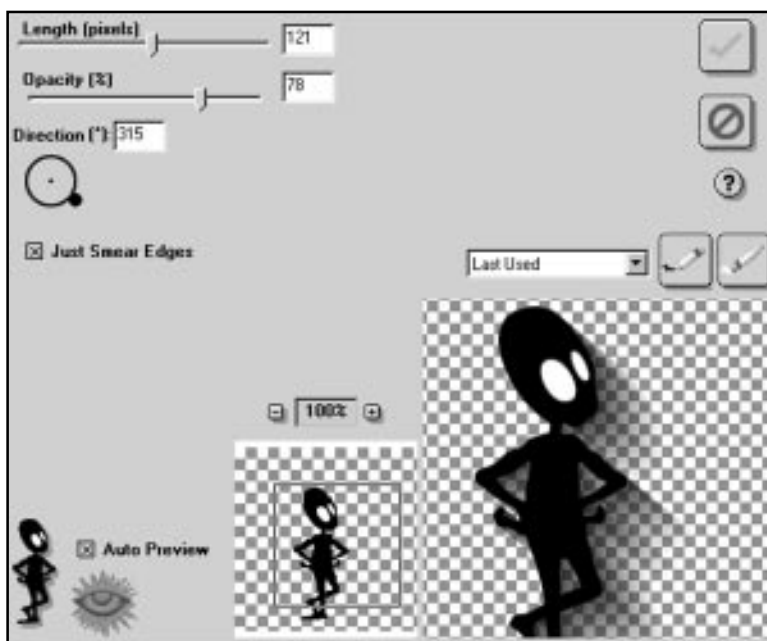 Length (pixels)
121
Opacity (%)
78
Direction (°):
315
?
Just Smear Edges
Last Used
100%
Auto Preview